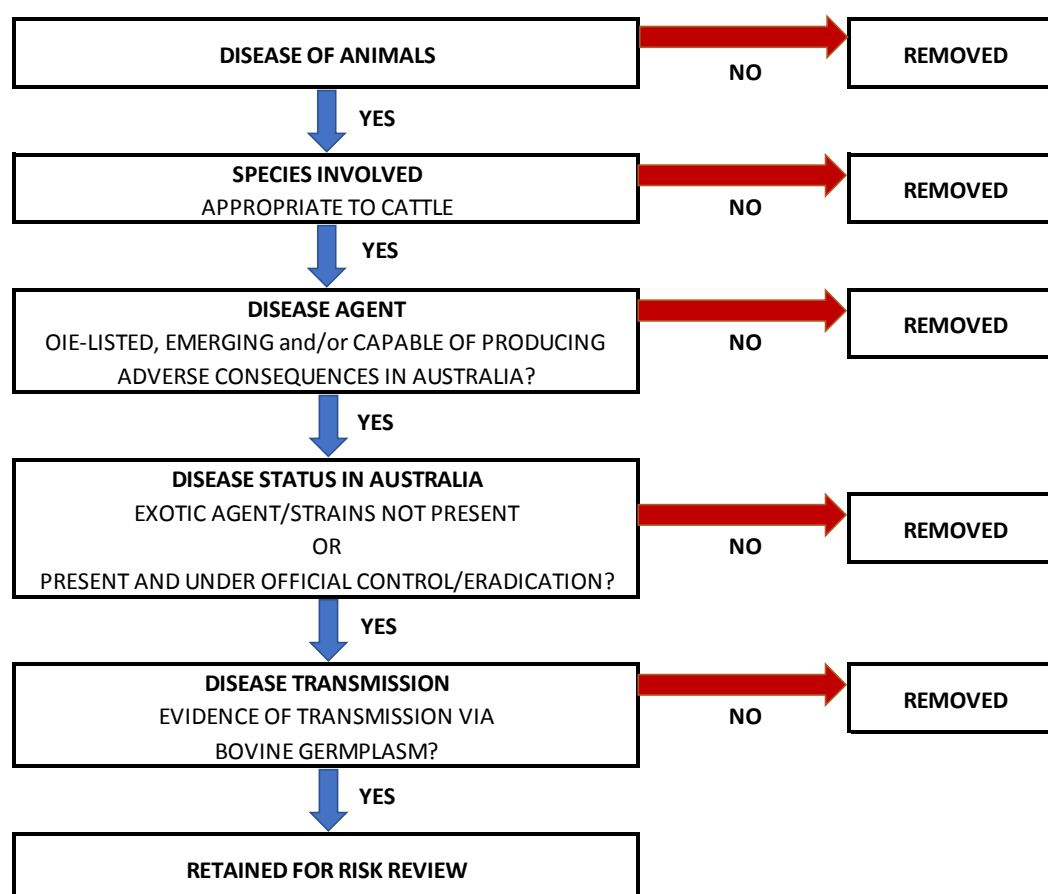 DISEASE OF ANIMALS
NO
REMOVED
YES
SPECIES INVOLVED
APPROPRIATE TO CATTLE
NO
REMOVED
YES
DISEASE AGENT
OIE-LISTED, EMERGING and/or CAPABLE OF PRODUCING
ADVERSE CONSEQUENCES IN AUSTRALIA?
NO
REMOVED
YES
DISEASE STATUS IN AUSTRALIA
EXOTIC AGENT/STRAINS NOT PRESENT
OR
PRESENT AND UNDER OFFICIAL CONTROL/ERADICATION?
NO
REMOVED
YES
DISEASE TRANSMISSION
EVIDENCE OF TRANSMISSION VIA
BOVINE GERMPLASM?
NO
REMOVED
YES
RETAINED FOR RISK REVIEW